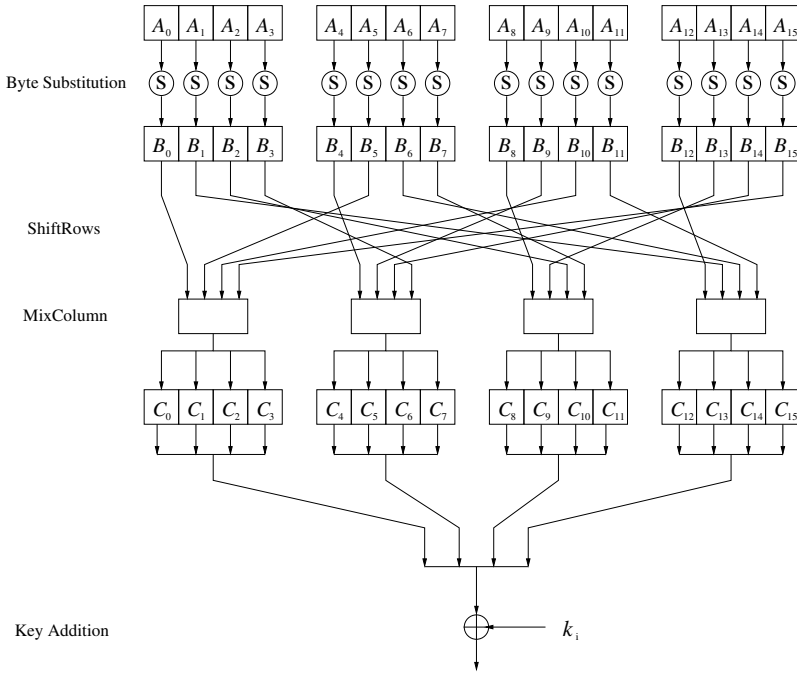 A₀ A₁ A₂ A₃ A₄ A₅ A₆ A₇ A₈ A₉ A₁₀ A₁₁ A₁₂ A₁₃ A₁₄ A₁₅
Byte Substitution S S S S S S S S S S S S S S S S
B₀ B₁ B₂ B₃ B₄ B₅ B₆ B₇ B₈ B₉ B₁₀ B₁₁ B₁₂ B₁₃ B₁₄ B₁₅
ShiftRows
MixColumn
C₀ C₁ C₂ C₃ C₄ C₅ C₆ C₇ C₈ C₉ C₁₀ C₁₁ C₁₂ C₁₃ C₁₄ C₁₅
Key Addition kᵢ